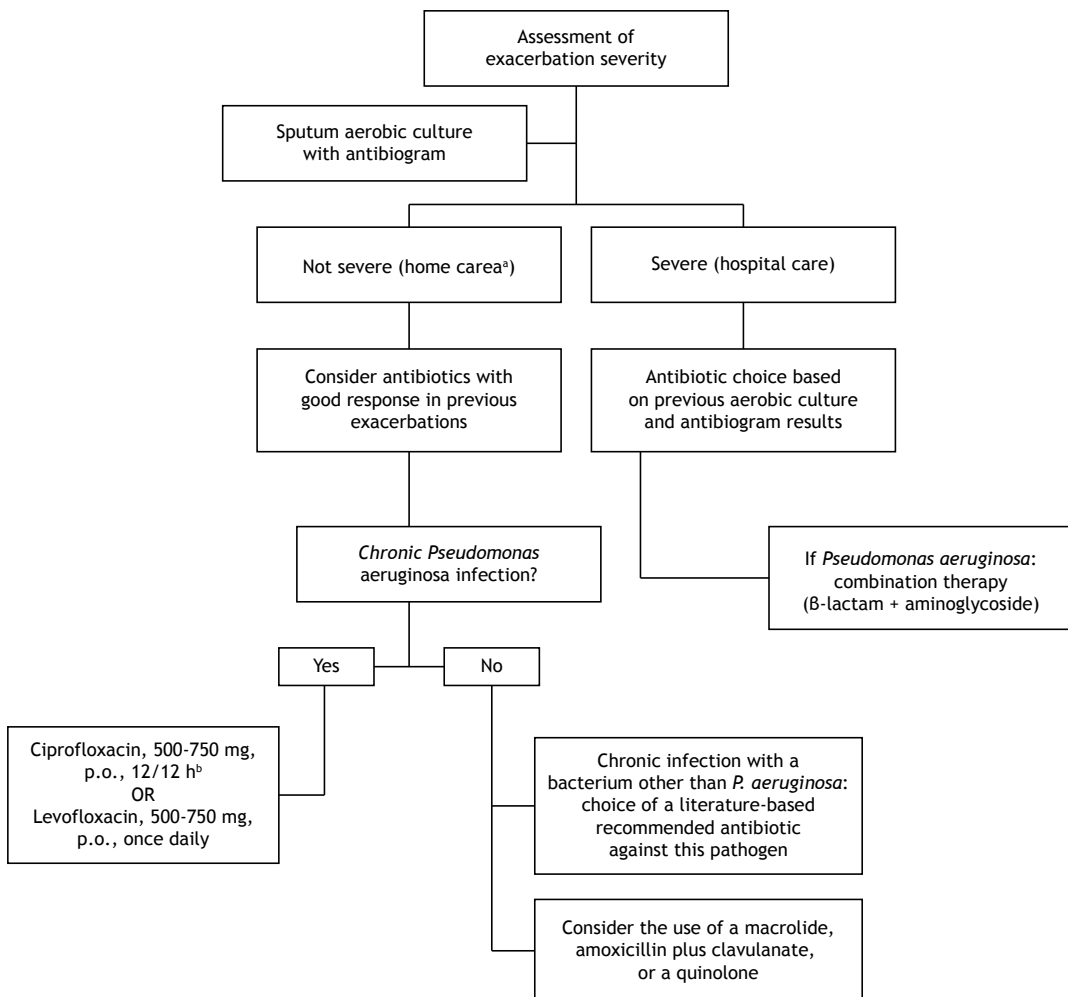 Assessment of
exacerbation severity
Sputum aerobic culture
with antibiogram
Not severe (home careaᵃ)
Severe (hospital care)
Consider antibiotics with
good response in previous
exacerbations
Antibiotic choice based
on previous aerobic culture
and antibiogram results
Chronic Pseudomonas
aeruginosa infection?
If Pseudomonas aeruginosa:
combination therapy
(ß-lactam + aminoglycoside)
Yes
No
Ciprofloxacin, 500-750 mg,
p.o., 12/12 hᵇ
OR
Levofloxacin, 500-750 mg,
p.o., once daily
Chronic infection with a
bacterium other than P. aeruginosa:
choice of a literature-based
recommended antibiotic
against this pathogen
Consider the use of a macrolide,
amoxicillin plus clavulanate,
or a quinolone